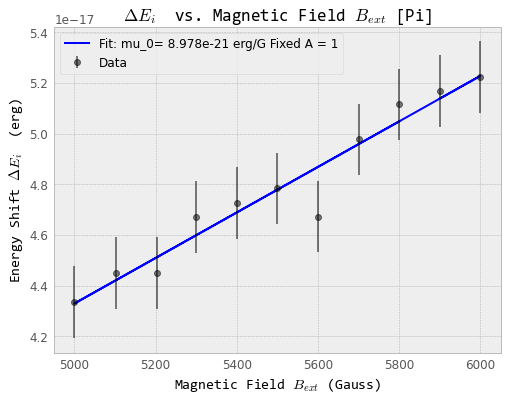 ΔE_i vs. Magnetic Field B_ext [Pi]
1e−17
Fit: mu_0= 8.978e-21 erg/G Fixed A = 1
Data
5.4
5.2
5.0
4.8
4.6
4.4
4.2
Energy Shift ΔE_i (erg)
5000 5200 5400 5600 5800 6000
Magnetic Field B_ext (Gauss)